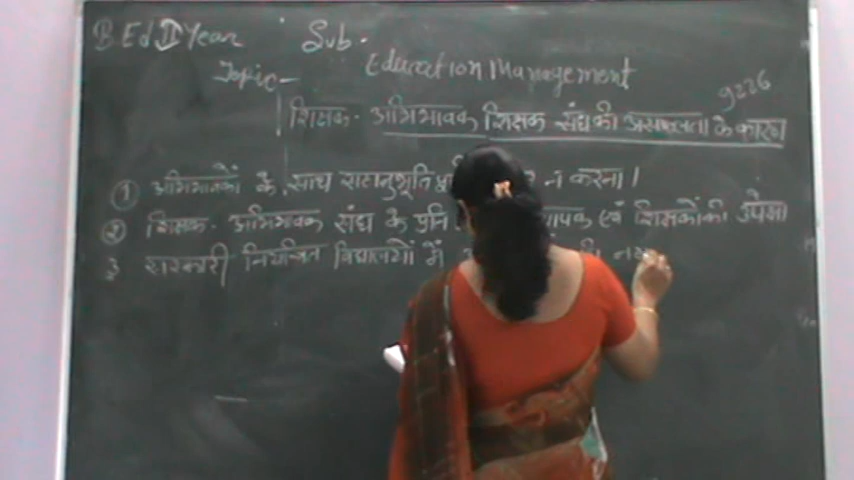 B.Ed II Year Sub.
Topic- Education Management
9226
शिक्षक - अभिभावक शिक्षक संघ की असफलता के कारण
① अभिभावकों के साथ सहानुभूति न करना।
② शिक्षक - अभिभावक संघ के प्रति एवं शिक्षकों की उपेक्षा
3 सरकारी नियंत्रित विद्यालयों में